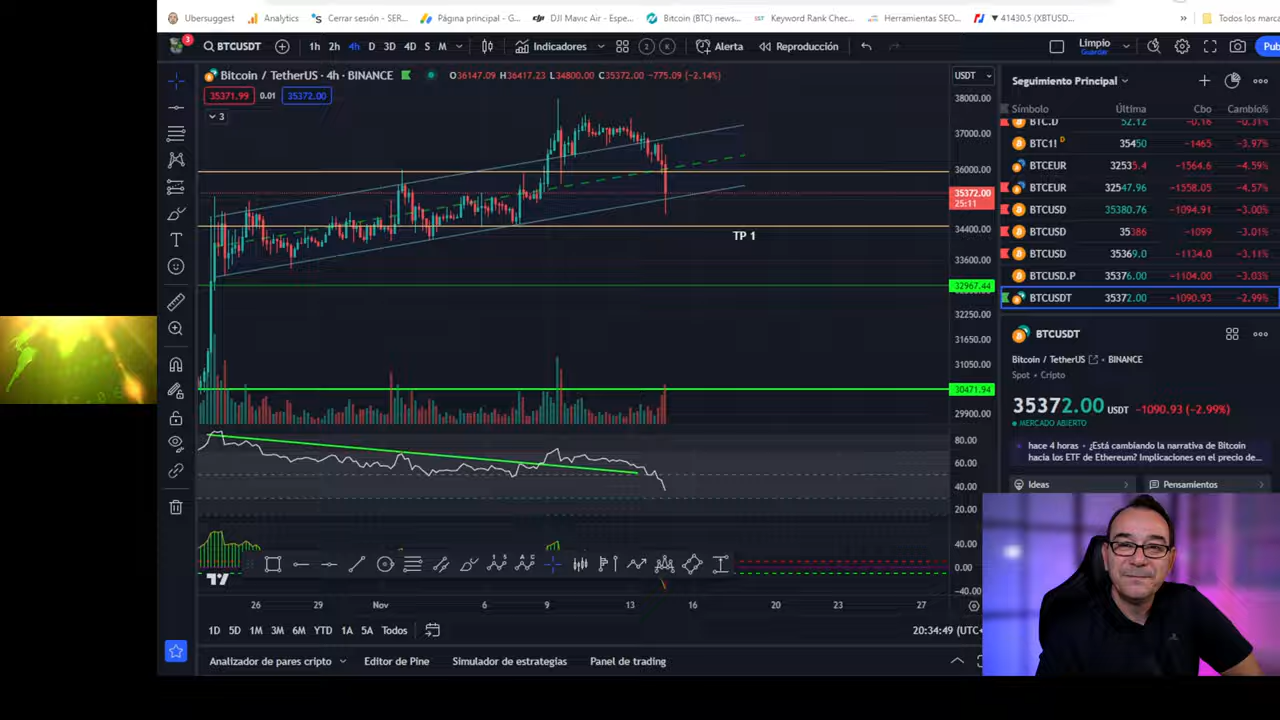 Ubersuggest Analytics Cerrar sesión - SER... Página principal - G... DJI Mavic Air - Espe... Bitcoin (BTC) news... Keyword Rank Chec... Herramientas SEO... ▼ 41430.5 (XBTUSD... » Todos los marca
3 BTCUSDT 1h 2h 4h D 3D 4D S M Indicadores 2 K Alerta Reproducción Limpio Guardar Pub
Bitcoin / TetherUS · 4h · BINANCE O36147.09 H36417.23 L34800.00 C35372.00 −775.09 (−2.14%) USDT
35371.99 0.01 35372.00
3
38000.00
37000.00
36000.00
35372.00
25:11
34400.00
TP 1
33600.00
32967.44
32250.00
31650.00
31050.00
30471.94
29900.00
80.00
60.00
40.00
20.00
40.00
0.00
−40.00
26 29 Nov 6 9 13 16 20 23 27
1D 5D 1M 3M 6M YTD 1A 5A Todos 20:34:49 (UTC
Analizador de pares cripto Editor de Pine Simulador de estrategias Panel de trading
Seguimiento Principal
Símbolo Última Cbo Cambio%
BTC.D 52.12 −0.16 −0.31%
BTC1! D 35450 −1465 −3.97%
BTCEUR 32535.4 −1564.6 −4.59%
BTCEUR 32547.96 −1558.05 −4.57%
BTCUSD 35380.76 −1094.91 −3.00%
BTCUSD 35386 −1099 −3.01%
BTCUSD 35369.0 −1134.0 −3.11%
BTCUSD.P 35376.00 −1104.00 −3.03%
BTCUSDT 35372.00 −1090.93 −2.99%
BTCUSDT
Bitcoin / TetherUS · BINANCE
Spot · Cripto
35372.00 USDT −1090.93 (−2.99%)
MERCADO ABIERTO
hace 4 horas · ¿Está cambiando la narrativa de Bitcoin
hacia los ETF de Ethereum? Implicaciones en el precio de...
Ideas Pensamientos